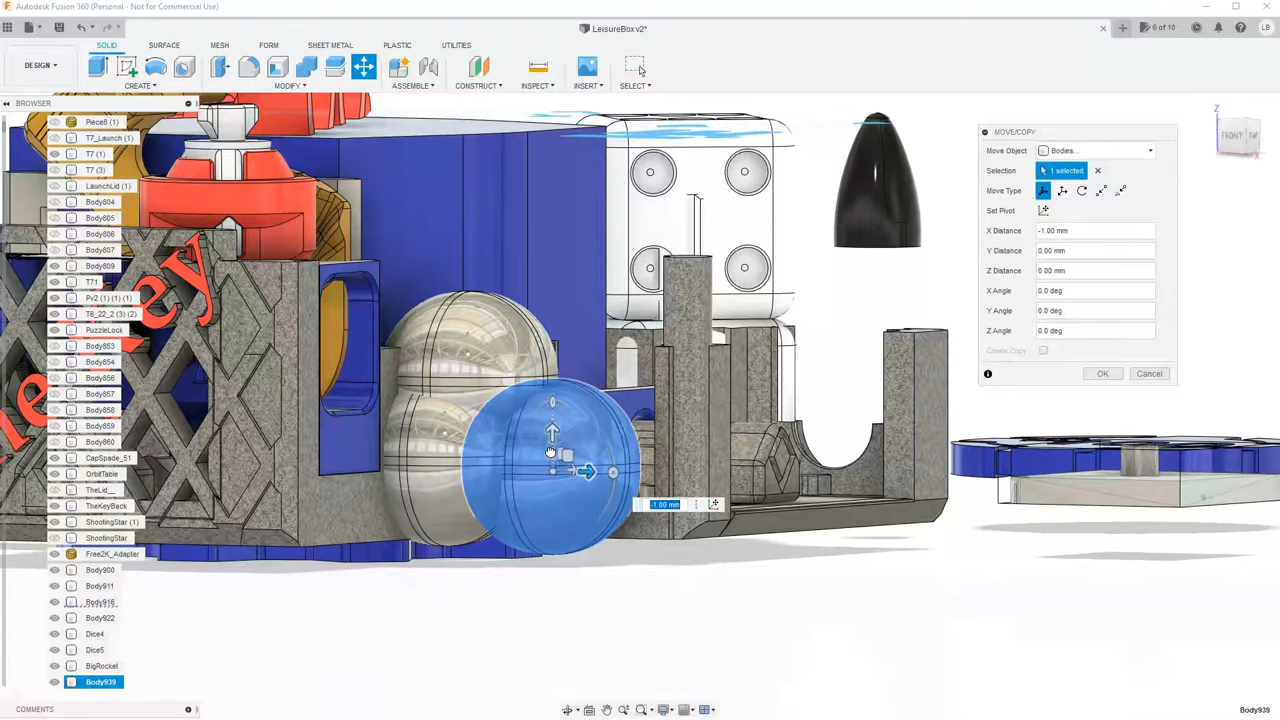 Autodesk Fusion 360 (Personal - Not for Commercial Use)
LeisureBox v2*
6 of 10
LB
SOLID SURFACE MESH FORM SHEET METAL PLASTIC UTILITIES
DESIGN
CREATE MODIFY ASSEMBLE CONSTRUCT INSPECT INSERT SELECT
BROWSER
Piece8 (1)
T7_Launch (1)
T7 (1)
T7 (3)
LaunchLid (1)
Body804
Body805
Body806
Body807
Body809
T71
Pv2 (1) (1) (1)
T6_22_2 (3) (2)
PuzzleLock
Body853
Body854
Body856
Body857
Body858
Body859
Body860
CapSpade_51
OrbitTable
TheLid__
TheKeyBack
ShootingStar (1)
ShootingStar
Free2K_Adapter
Body900
Body911
Body916
Body922
Dice4
Dice5
BigRocket
Body939
COMMENTS
ey
Z
FRONT
X
MOVE/COPY
Move Object Bodies...
Selection 1 selected
Move Type
Set Pivot
X Distance -1.00 mm
Y Distance 0.00 mm
Z Distance 0.00 mm
X Angle 0.0 deg
Y Angle 0.0 deg
Z Angle 0.0 deg
Create Copy
OK Cancel
-1.00 mm
Body939